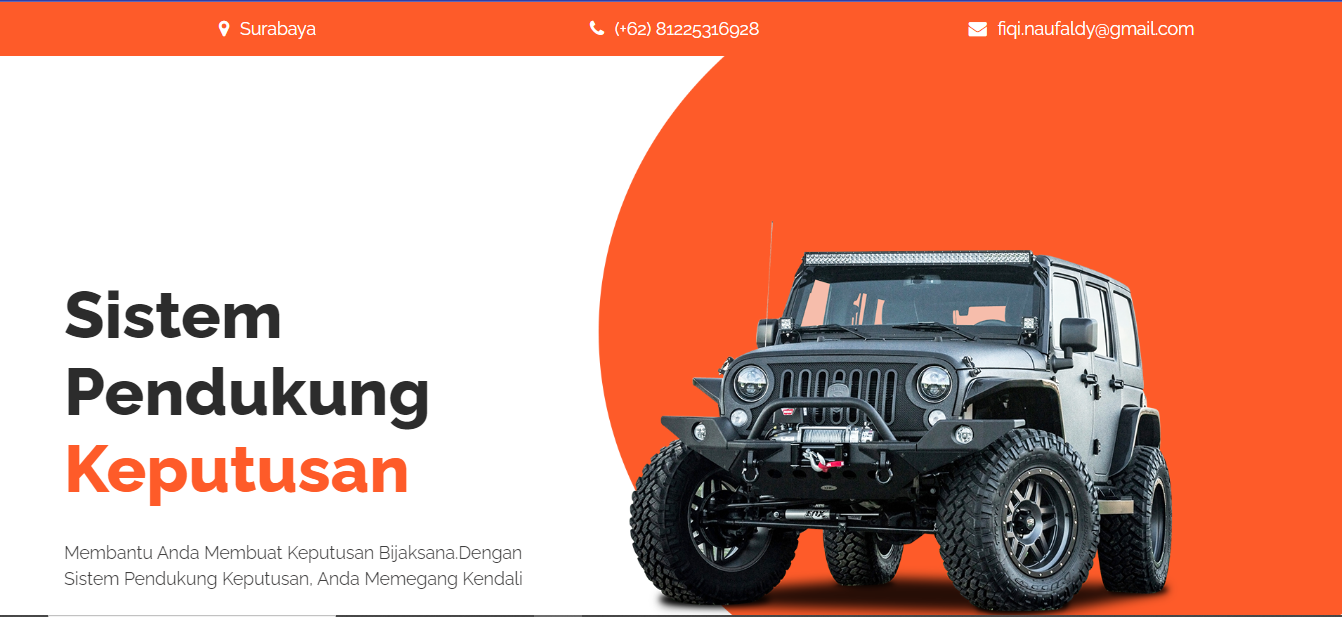 Surabaya
(+62) 81225316928
fiqi.naufaldy@gmail.com
Sistem
Pendukung
Keputusan
Membantu Anda Membuat Keputusan Bijaksana.Dengan
Sistem Pendukung Keputusan, Anda Memegang Kendali